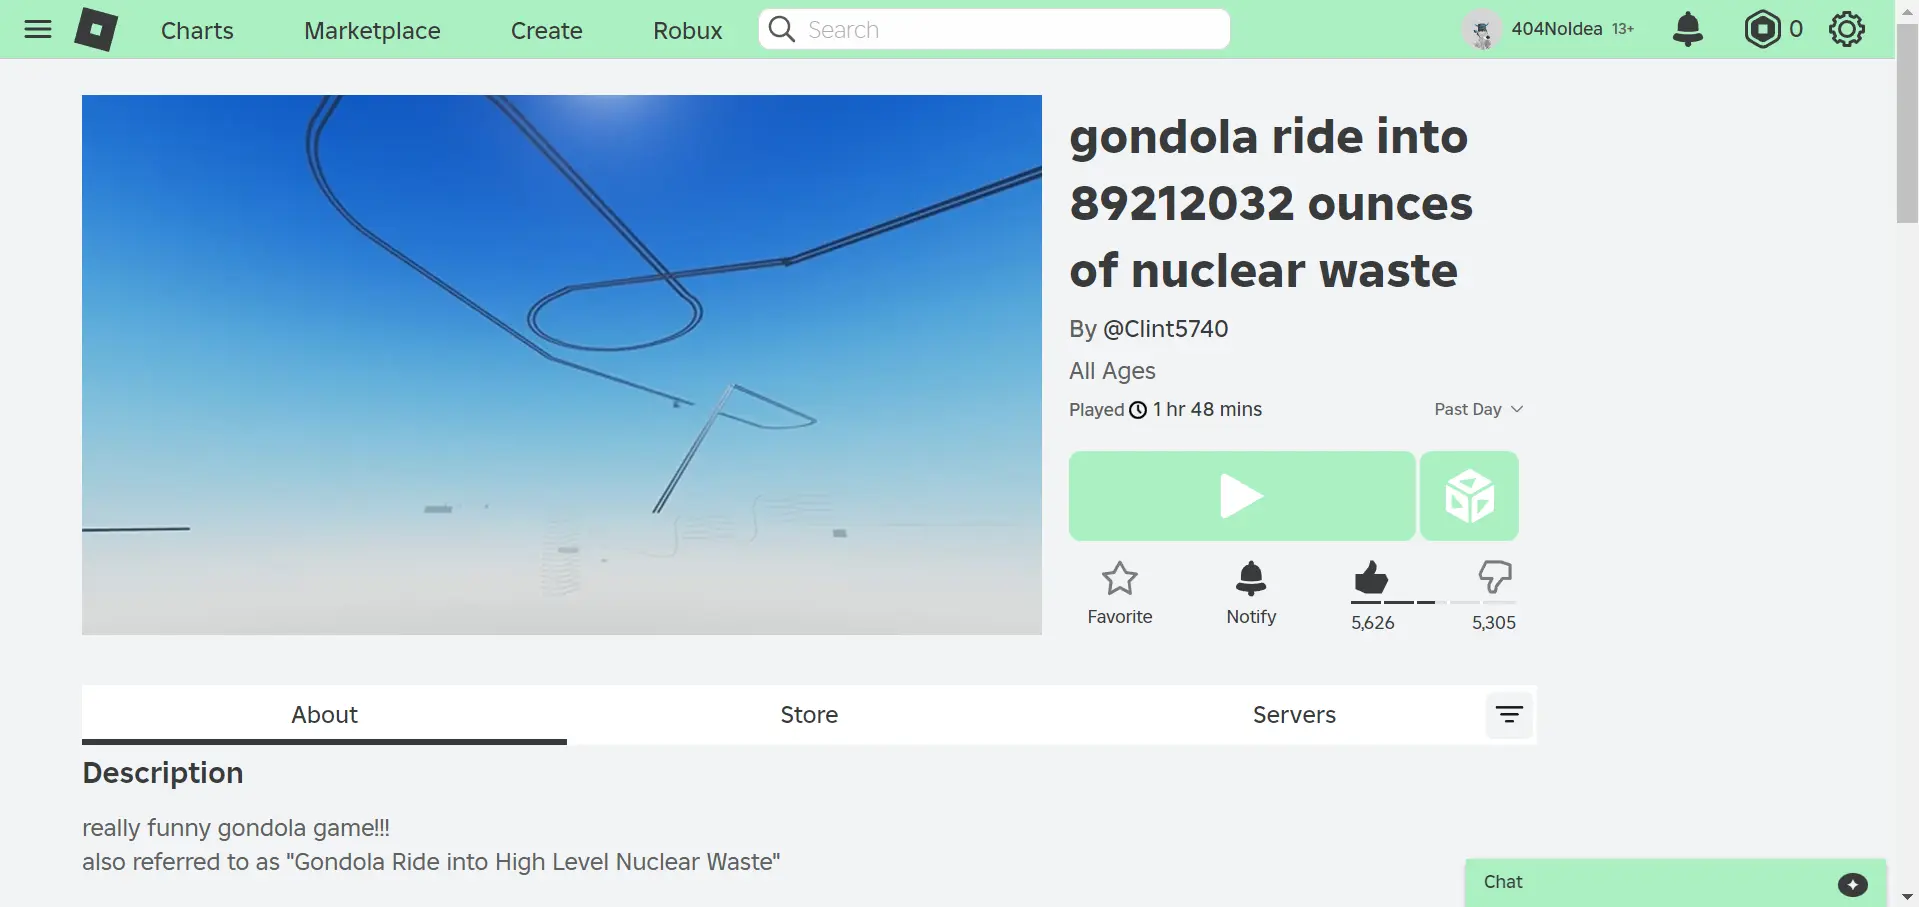 Charts Marketplace Create Robux Search 404NoIdea 13+ 0
gondola ride into
89212032 ounces
of nuclear waste
By @Clint5740
All Ages
Played 1 hr 48 mins Past Day
Favorite Notify 5,626 5,305
About Store Servers
Description
really funny gondola game!!!
also referred to as "Gondola Ride into High Level Nuclear Waste"
Chat